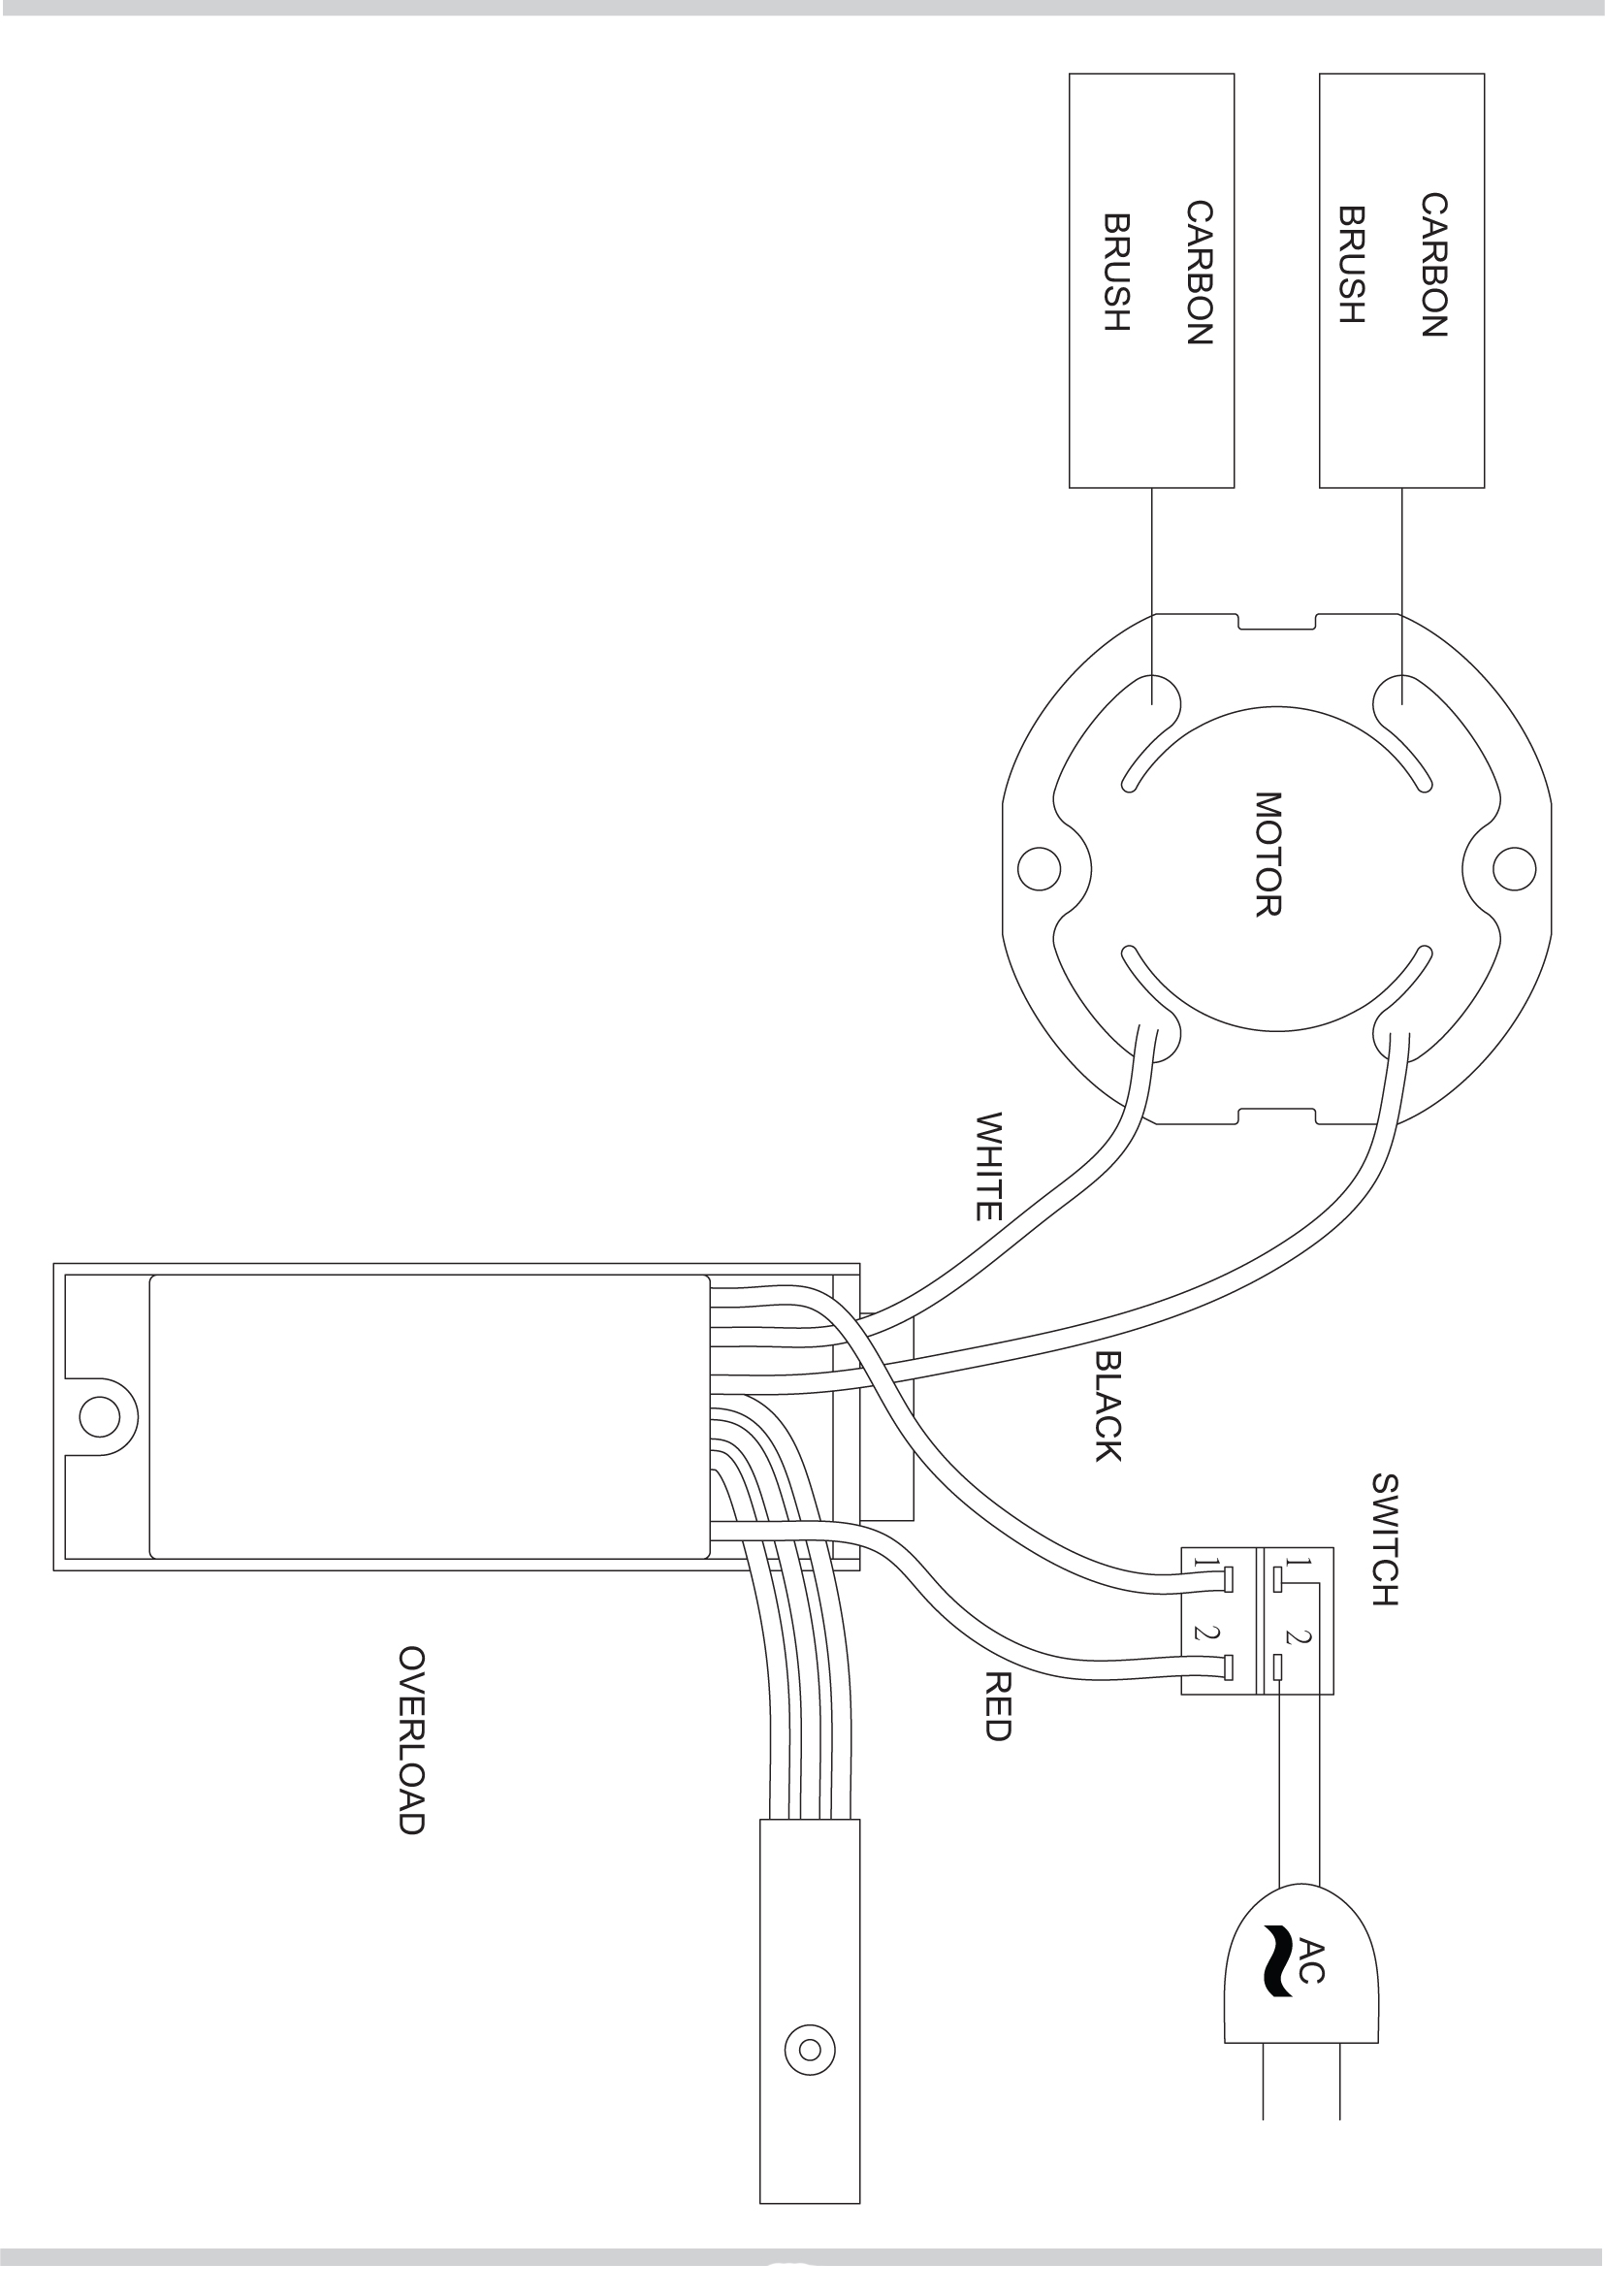 CARBON
BRUSH
CARBON
BRUSH
MOTOR
WHITE
BLACK
SWITCH
1
2
1
2
RED
OVERLOAD
AC